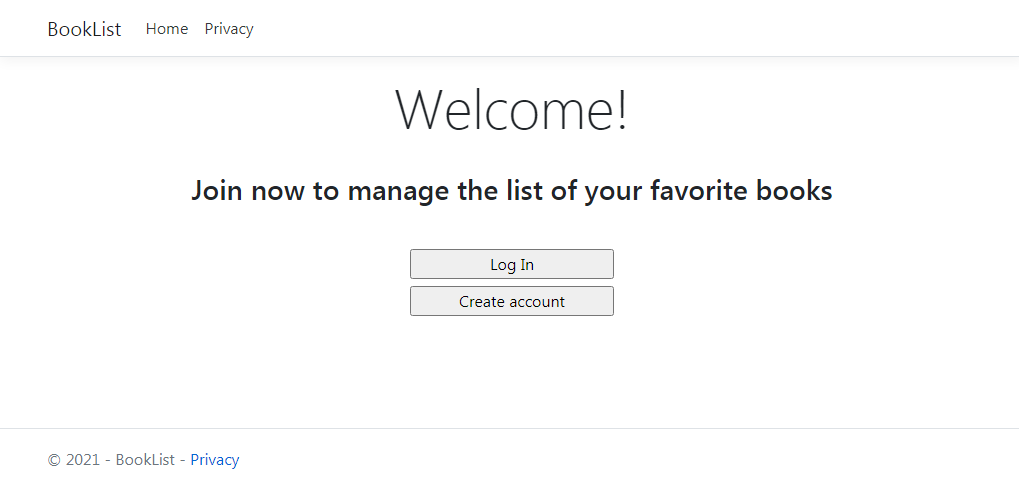 BookList Home Privacy
Welcome!
Join now to manage the list of your favorite books
Log In
Create account
© 2021 - BookList - Privacy